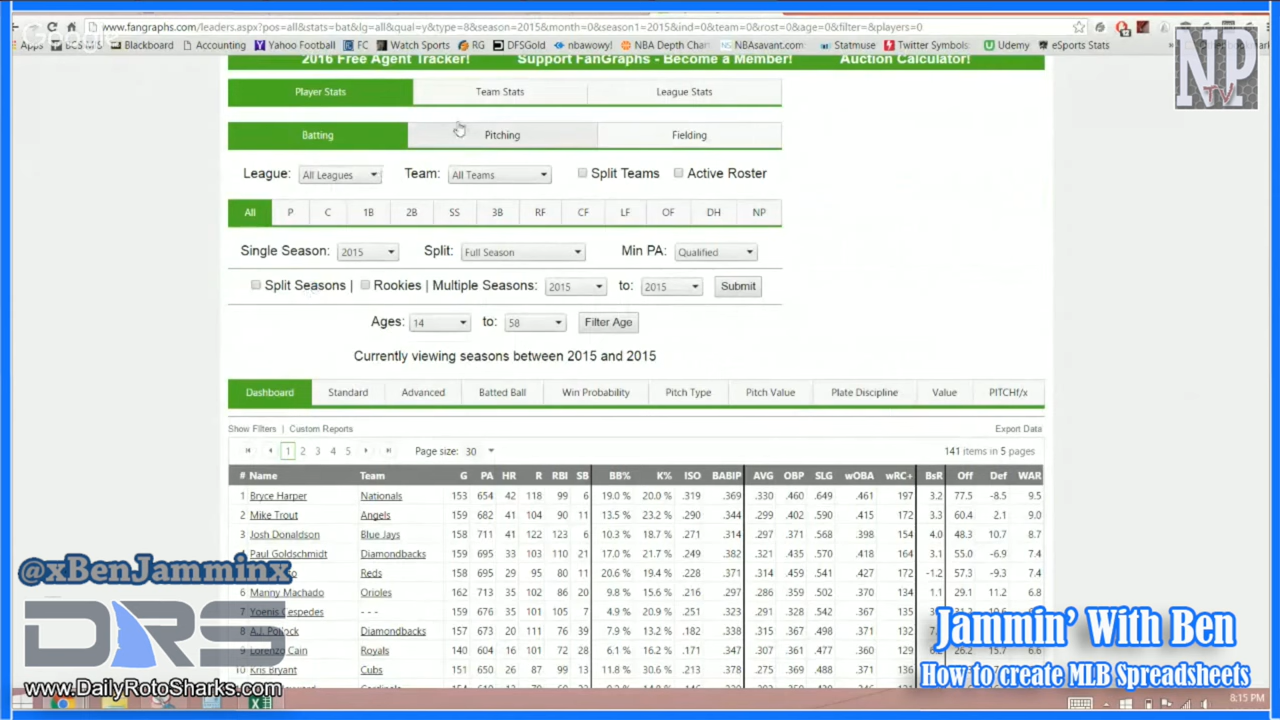 www.fangraphs.com/leaders.aspx?pos=all&stats=bat&lg=all&qual=y&type=8&season=2015&month=0&season1=2015&ind=0&team=0&rost=0&age=0&filter=&players=0
Apps BCS MIS Blackboard Accounting Yahoo Football FC Watch Sports RG DFSGold nbawowy! NBA Depth Char NBAsavant.com Statmuse Twitter Symbols: Udemy eSports Stats
NP
TV
2016 Free Agent Tracker! Support FanGraphs - Become a Member! Auction Calculator!
Player Stats Team Stats League Stats
Batting Pitching Fielding
League: All Leagues Team: All Teams Split Teams Active Roster
All P C 1B 2B SS 3B RF CF LF OF DH NP
Single Season: 2015 Split: Full Season Min PA: Qualified
Split Seasons | Rookies | Multiple Seasons: 2015 to: 2015 Submit
Ages: 14 to: 58 Filter Age
Currently viewing seasons between 2015 and 2015
Dashboard Standard Advanced Batted Ball Win Probability Pitch Type Pitch Value Plate Discipline Value PITCHf/x
Show Filters | Custom Reports Export Data
1 2 3 4 5 Page size: 30 141 items in 5 pages
# Name Team G PA HR R RBI SB BB% K% ISO BABIP AVG OBP SLG wOBA wRC+ BsR Off Def WAR
1 Bryce Harper Nationals 153 654 42 118 99 6 19.0 % 20.0 % .319 .369 .330 .460 .649 .461 197 3.2 77.5 -8.5 9.5
2 Mike Trout Angels 159 682 41 104 90 11 13.5 % 23.2 % .290 .344 .299 .402 .590 .415 172 3.3 60.4 2.1 9.0
3 Josh Donaldson Blue Jays 158 711 41 122 123 6 10.3 % 18.7 % .271 .314 .297 .371 .568 .398 154 4.0 48.3 10.7 8.7
4 Paul Goldschmidt Diamondbacks 159 695 33 103 110 21 17.0 % 21.7 % .249 .382 .321 .435 .570 .418 164 3.1 55.0 -6.9 7.4
Reds 158 695 29 95 80 11 20.6 % 19.4 % .228 .371 .314 .459 .541 .427 172 -1.2 57.3 -9.3 7.4
6 Manny Machado Orioles 162 713 35 102 86 20 9.8 % 15.6 % .216 .297 .286 .359 .502 .370 134 1.1 29.1 11.2 6.8
7 Yoenis Cespedes - - - 159 676 35 101 105 7 4.9 % 20.9 % .251 .323 .291 .328 .542 .367 135
8 A.J. Pollock Diamondbacks 157 673 20 111 76 39 7.9 % 13.2 % .182 .338 .315 .367 .498 .371 132
9 Lorenzo Cain Royals 140 604 16 101 72 28 6.1 % 16.2 % .171 .347 .307 .361 .477 .360 129
10 Kris Bryant Cubs 151 650 26 87 99 13 11.8 % 30.6 % .213 .378 .275 .369 .488 .371 136
Cardinals
@xBenJamminx
DRS
www.DailyRotoSharks.com
Jammin' With Ben
How to create MLB Spreadsheets
8:15 PM